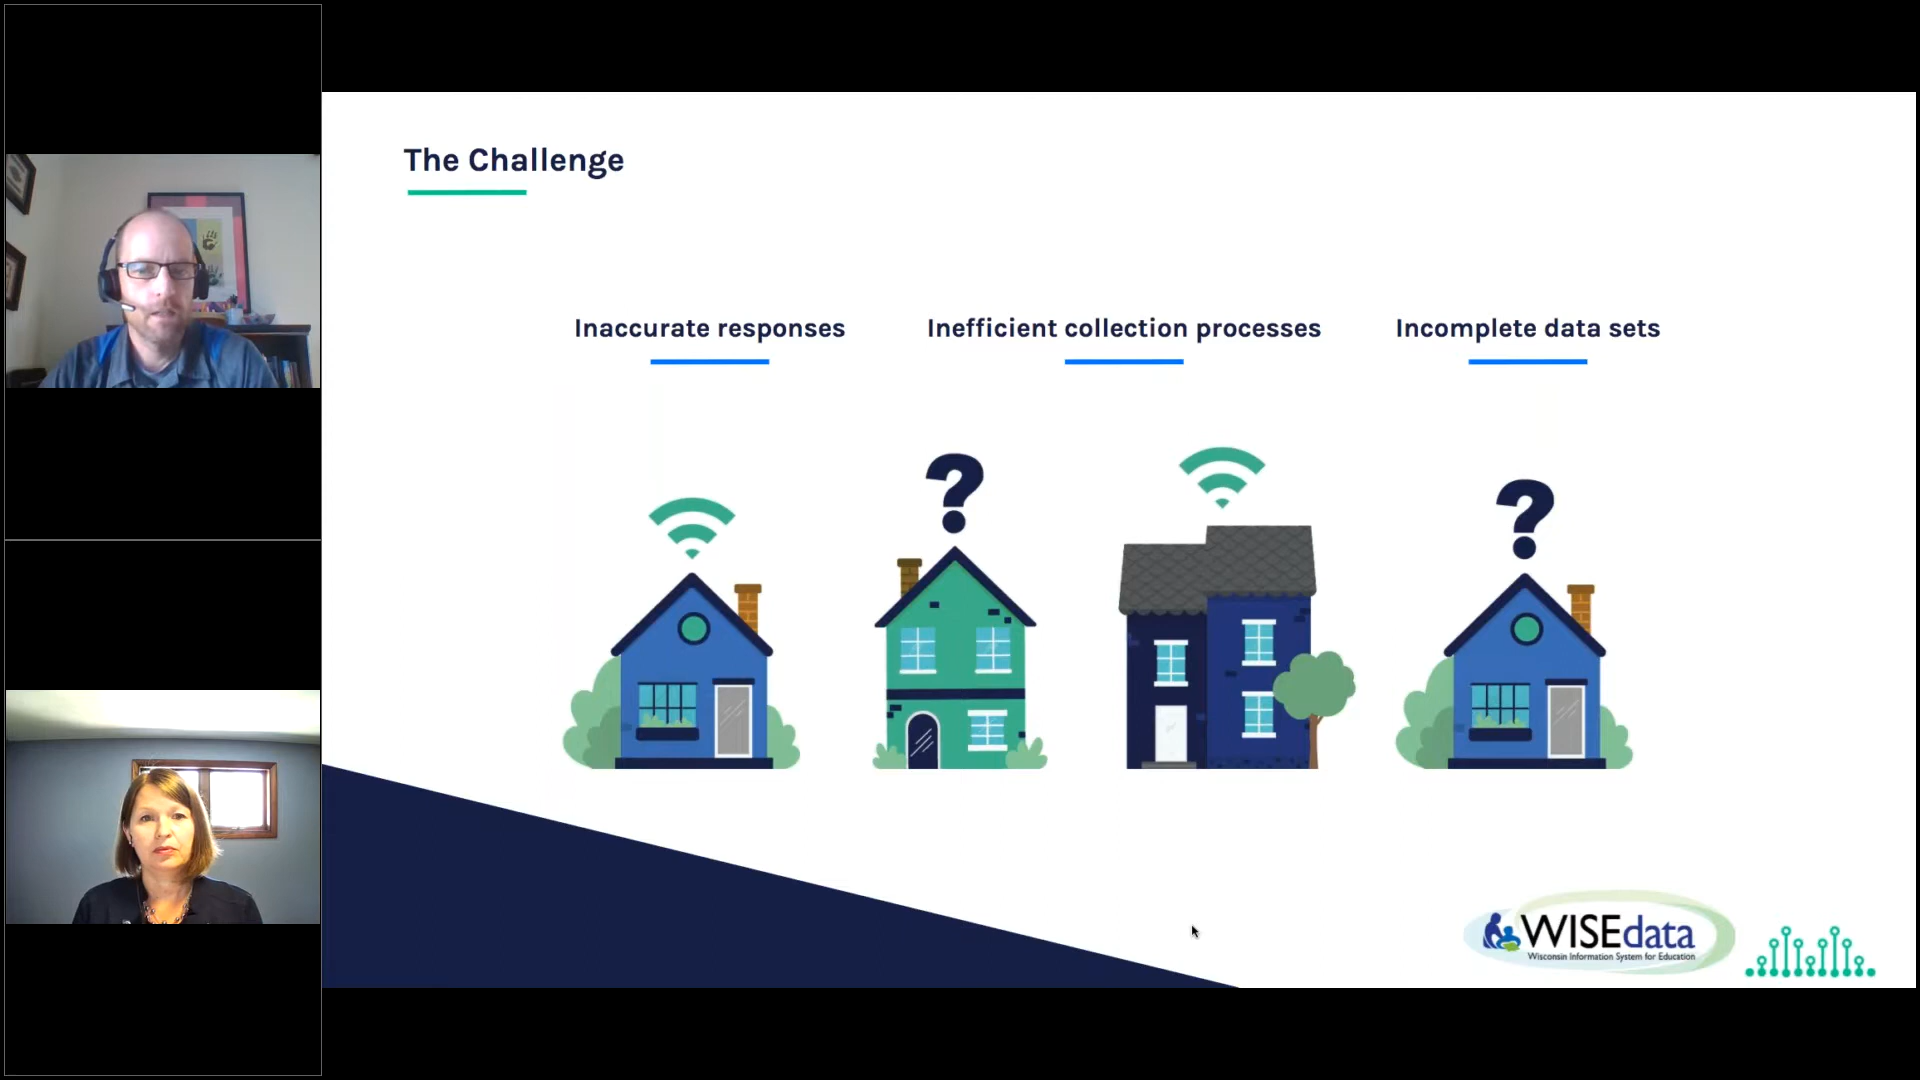 The Challenge
Inaccurate responses
Inefficient collection processes
Incomplete data sets
?
?
WISEdata
Wisconsin Information System for Education